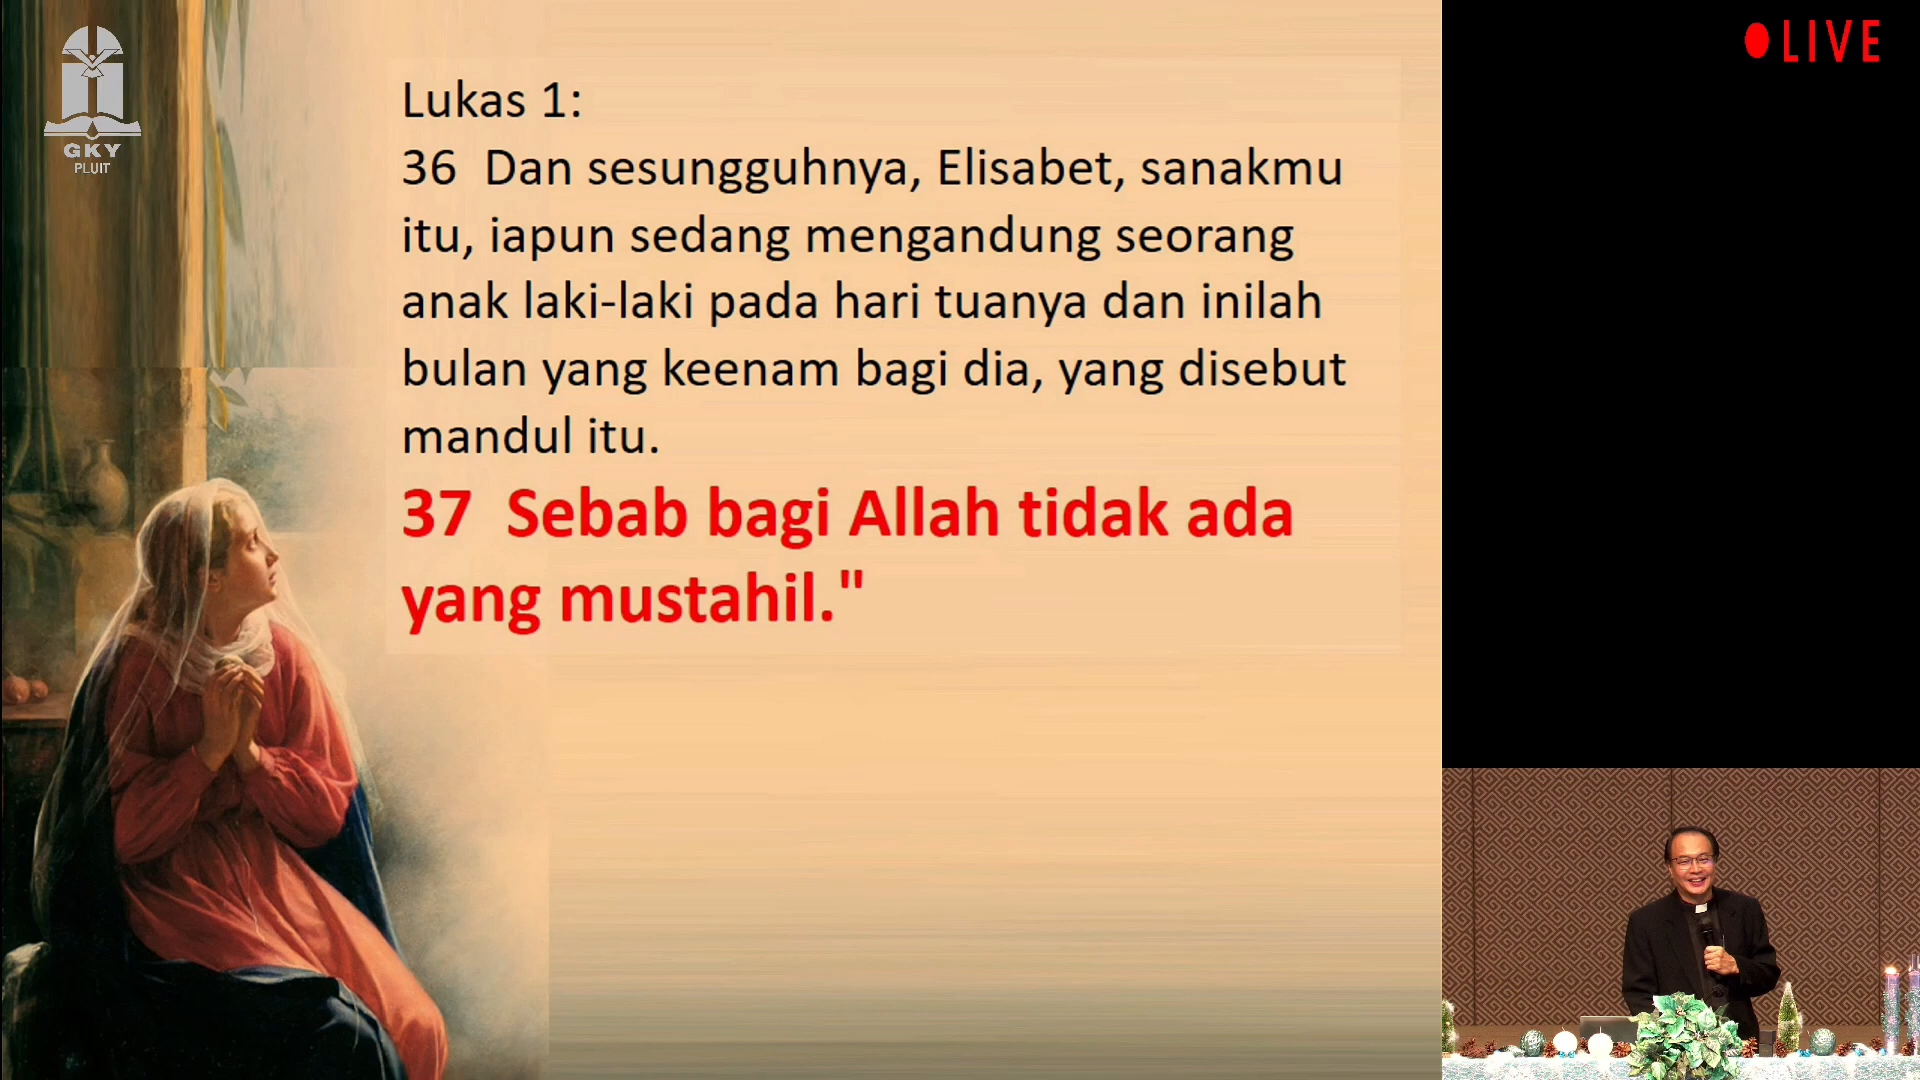 GKY
PLUIT
LIVE
Lukas 1:
36 Dan sesungguhnya, Elisabet, sanakmu
itu, iapun sedang mengandung seorang
anak laki-laki pada hari tuanya dan inilah
bulan yang keenam bagi dia, yang disebut
mandul itu.
37 Sebab bagi Allah tidak ada
yang mustahil."